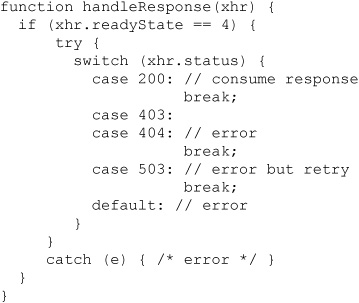 function handleResponse(xhr) {
  if (xhr.readyState == 4) {
      try {
        switch (xhr.status) {
          case 200: // consume response
                    break;
          case 403:
          case 404: // error
                    break;
          case 503: // error but retry
                    break;
          default: // error
        }
     }
     catch (e) { /* error */ }
  }
}